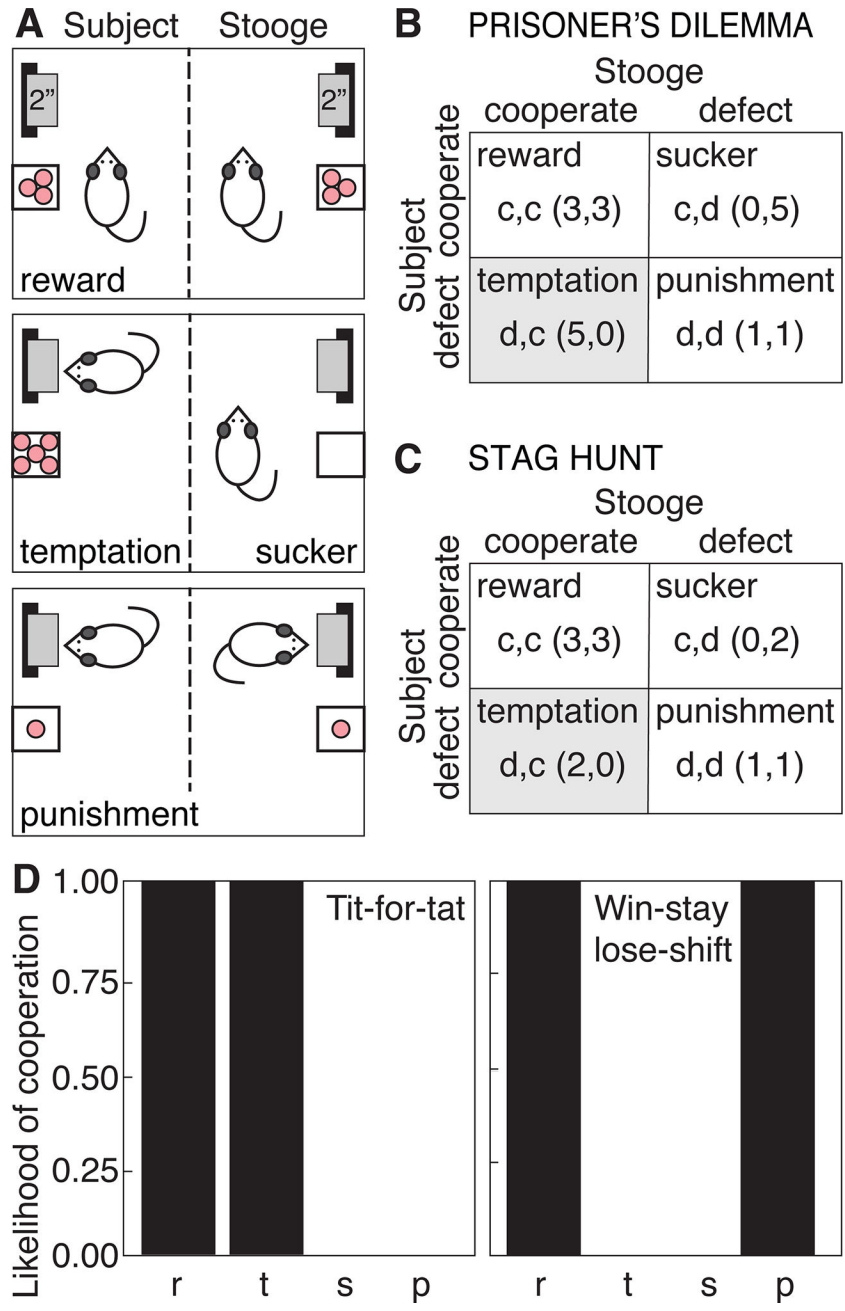 A Subject Stooge
2” 2”
reward
temptation sucker
punishment
B PRISONER’S DILEMMA
Stooge
cooperate defect
Subject
cooperate
defect
reward sucker
c,c (3,3) c,d (0,5)
temptation punishment
d,c (5,0) d,d (1,1)
C STAG HUNT
Stooge
cooperate defect
Subject
cooperate
defect
reward sucker
c,c (3,3) c,d (0,2)
temptation punishment
d,c (2,0) d,d (1,1)
D
Likelihood of cooperation
1.00
0.75
0.50
0.25
0.00
Tit-for-tat
r t s p
Win-stay
lose-shift
r t s p